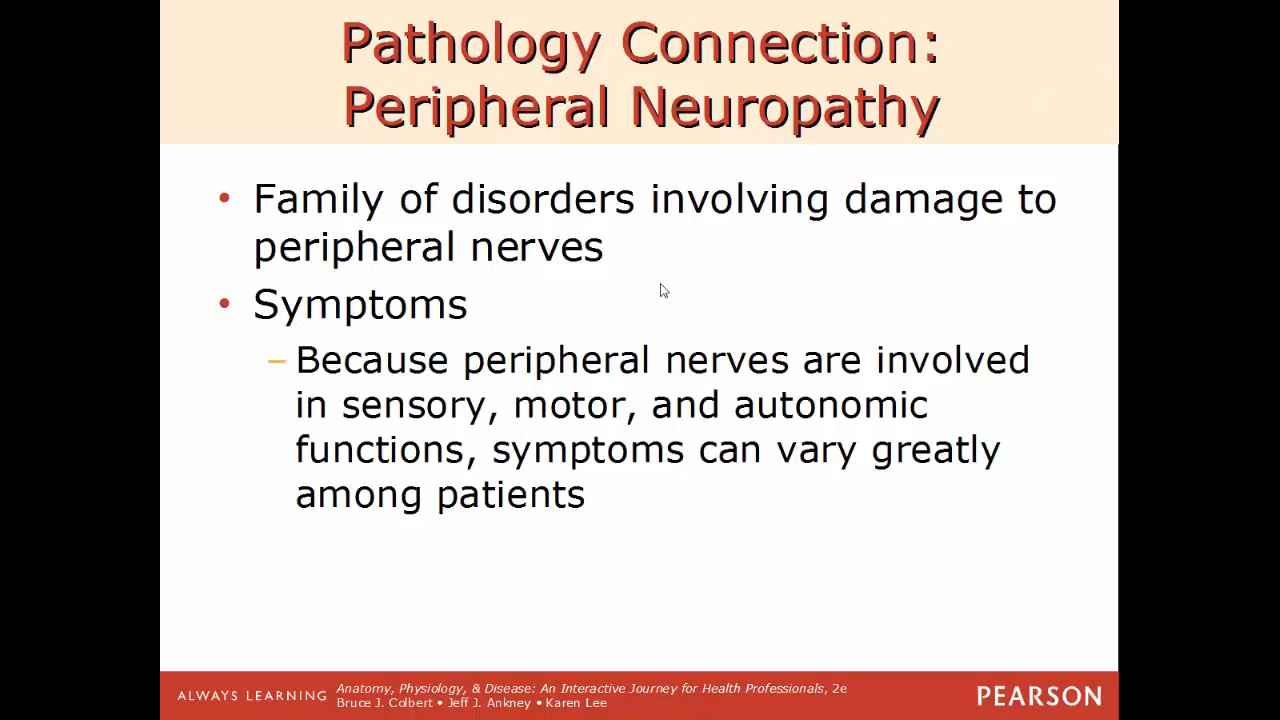 Pathology Connection:
Peripheral Neuropathy
• Family of disorders involving damage to
peripheral nerves
• Symptoms
– Because peripheral nerves are involved
in sensory, motor, and autonomic
functions, symptoms can vary greatly
among patients
ALWAYS LEARNING
Anatomy, Physiology, & Disease: An Interactive Journey for Health Professionals, 2e
Bruce J. Colbert • Jeff J. Ankney • Karen Lee
PEARSON